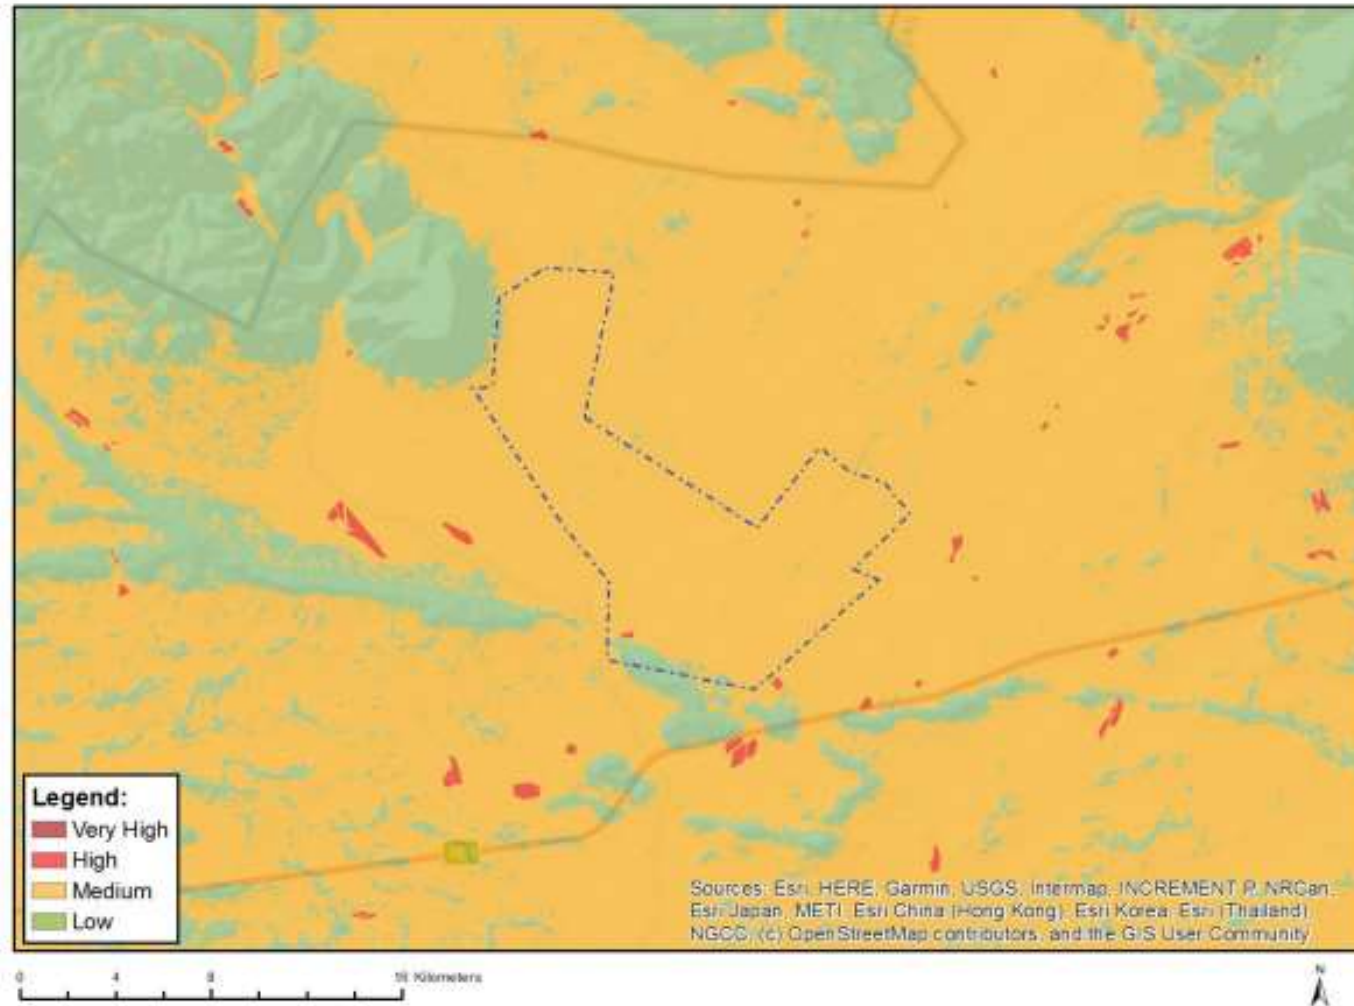 Legend:
Very High
High
Medium
Low
Sources: Esri, HERE, Garmin, USGS, Intermap, INCREMENT P, NRCan,
Esri Japan, METI, Esri China (Hong Kong), Esri Korea, Esri (Thailand),
NGCC, (c) OpenStreetMap contributors, and the GIS User Community
0 4 8 16 Kilometers
N